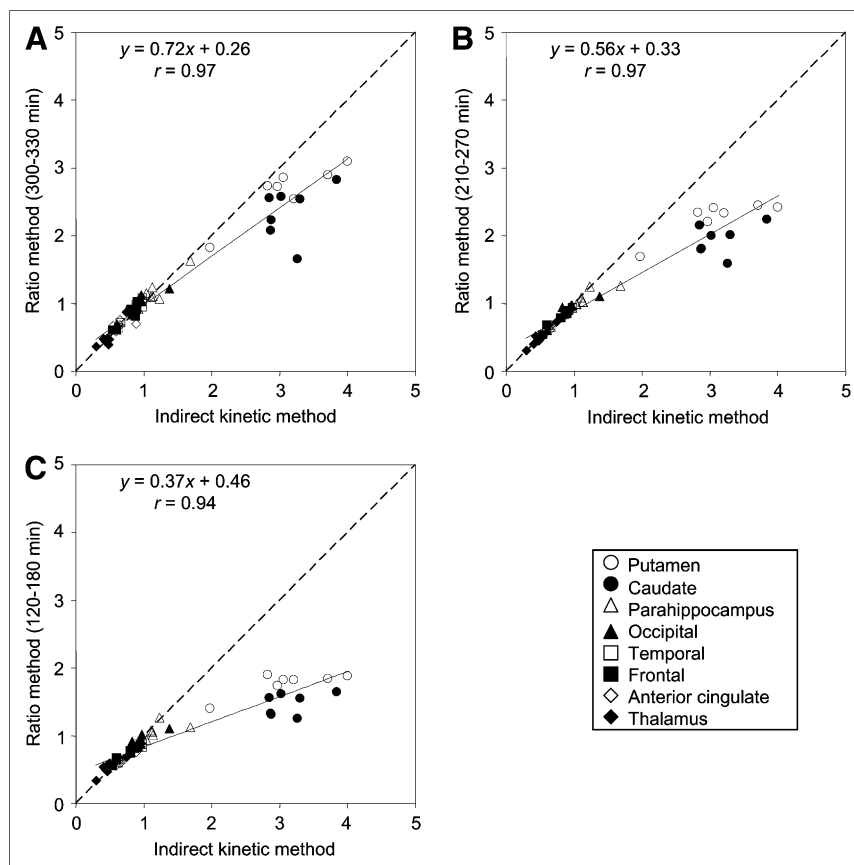 A
y = 0.72x + 0.26
r = 0.97
5
4
3
2
1
0
Ratio method (300-330 min)
0 1 2 3 4 5
Indirect kinetic method
B
y = 0.56x + 0.33
r = 0.97
5
4
3
2
1
0
Ratio method (210-270 min)
0 1 2 3 4 5
Indirect kinetic method
C
y = 0.37x + 0.46
r = 0.94
5
4
3
2
1
0
Ratio method (120-180 min)
0 1 2 3 4 5
Indirect kinetic method
Putamen
Caudate
Parahippocampus
Occipital
Temporal
Frontal
Anterior cingulate
Thalamus